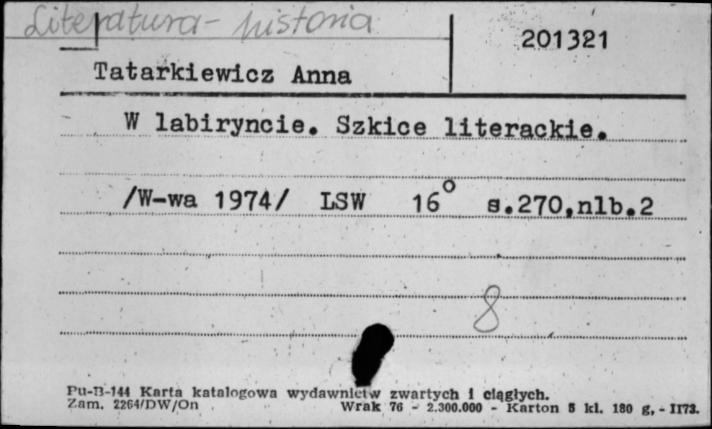 Literatura - historia
201321
Tatarkiewicz Anna
W labiryncie. Szkice literackie.
/W-wa 1974/ LSW 16° s.270,nlb.2
8
Pu-B-144 Karta katalogowa wydawnictw zwartych i ciągłych.
Zam. 2264/DW/On Wrak 76 - 2.300.000 - Karton 5 kl. 180 g, - II73.